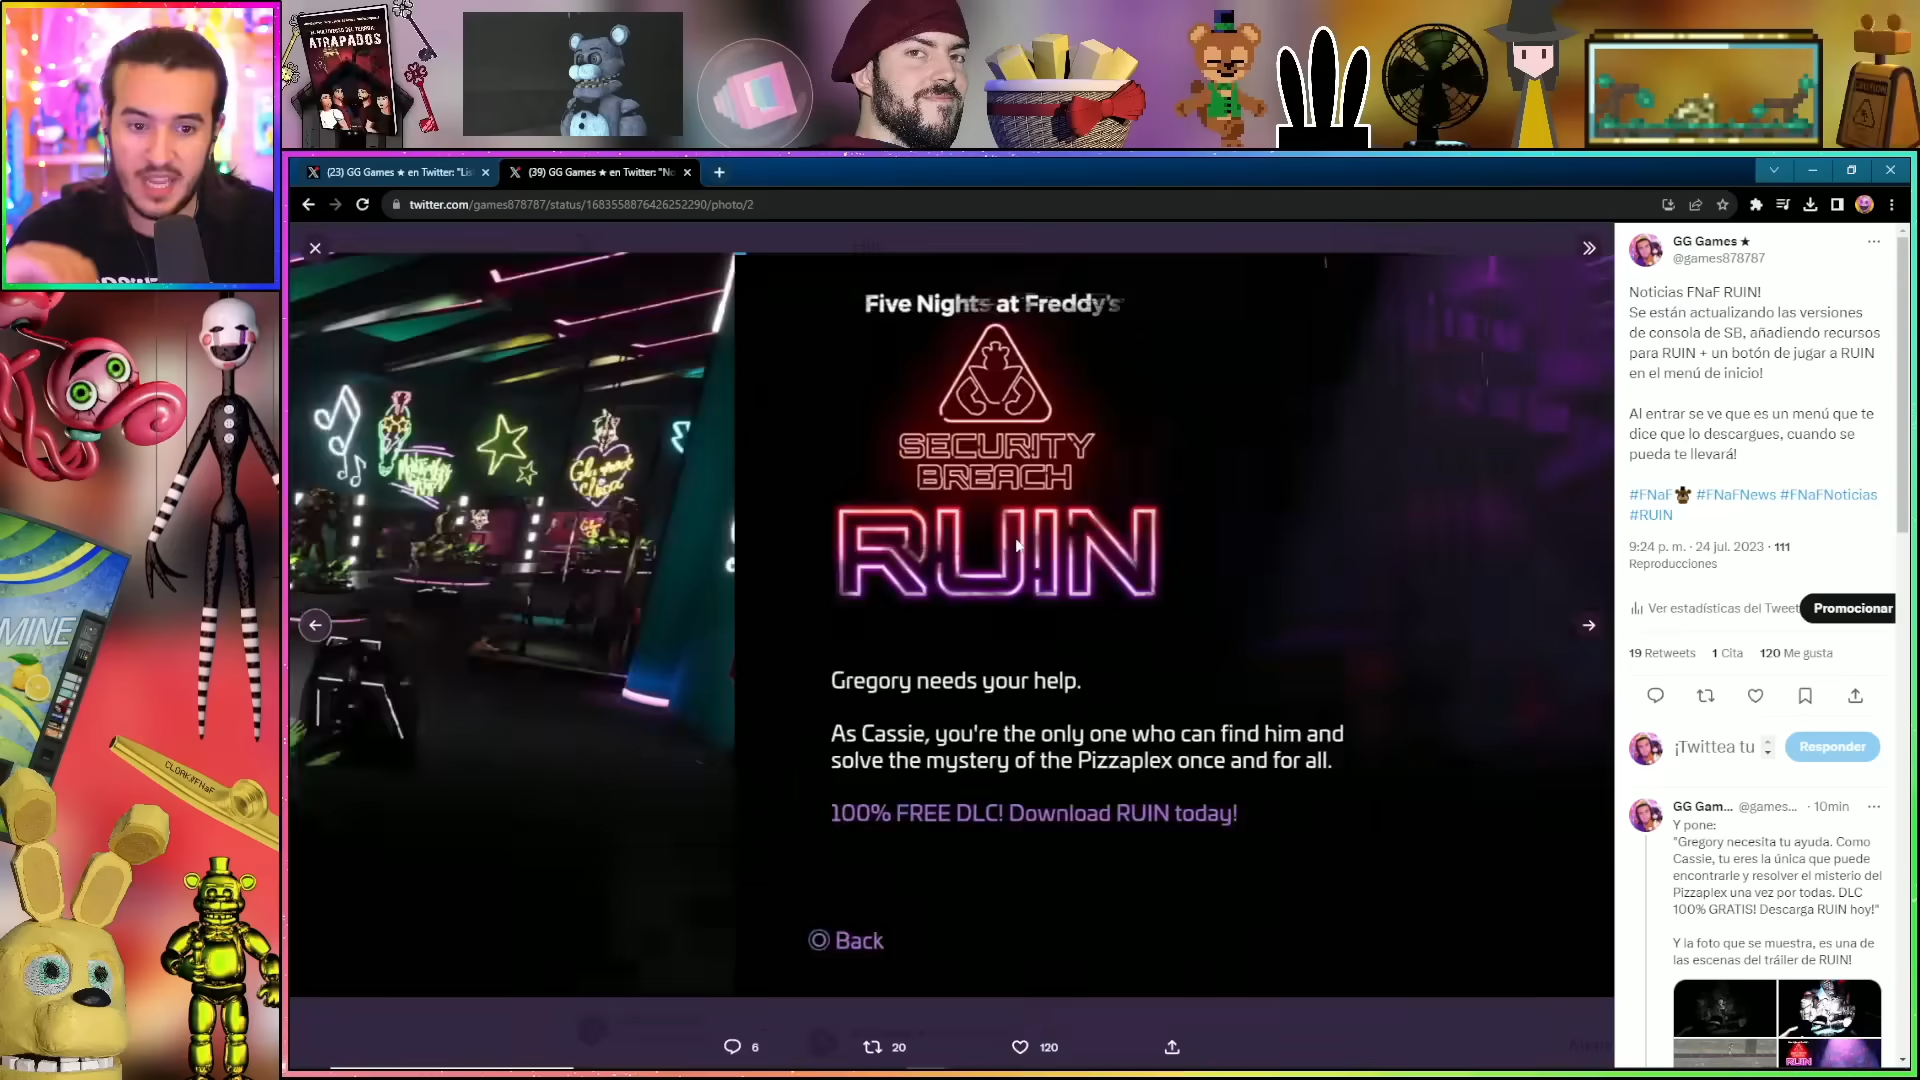 ATRAPADOS
(23) GG Games ★ en Twitter: "Lis
(39) GG Games ★ en Twitter: "No
twitter.com/games878787/status/1683558876426252290/photo/2
Five Nights at Freddy's
SECURITY
BREACH
RUIN
Gregory needs your help.
As Cassie, you're the only one who can find him and
solve the mystery of the Pizzaplex once and for all.
100% FREE DLC! Download RUIN today!
Back
6
20
120
GG Games ★
@games878787
Noticias FNaF RUIN!
Se están actualizando las versiones
de consola de SB, añadiendo recursos
para RUIN + un botón de jugar a RUIN
en el menú de inicio!
Al entrar se ve que es un menú que te
dice que lo descargues, cuando se
pueda te llevará!
#FNaF #FNaFNews #FNaFNoticias
#RUIN
9:24 p. m. · 24 jul. 2023 · 111
Reproducciones
Ver estadísticas del Tweet
Promocionar
19 Retweets 1 Cita 120 Me gusta
¡Twittea tu
Responder
GG Gam... @games... · 10min
Y pone:
"Gregory necesita tu ayuda. Como
Cassie, tu eres la única que puede
encontrarle y resolver el misterio del
Pizzaplex una vez por todas. DLC
100% GRATIS! Descarga RUIN hoy!"
Y la foto que se muestra, es una de
las escenas del tráiler de RUIN!
RUIN
MINE
CLOAK//FNaF
CAUTION